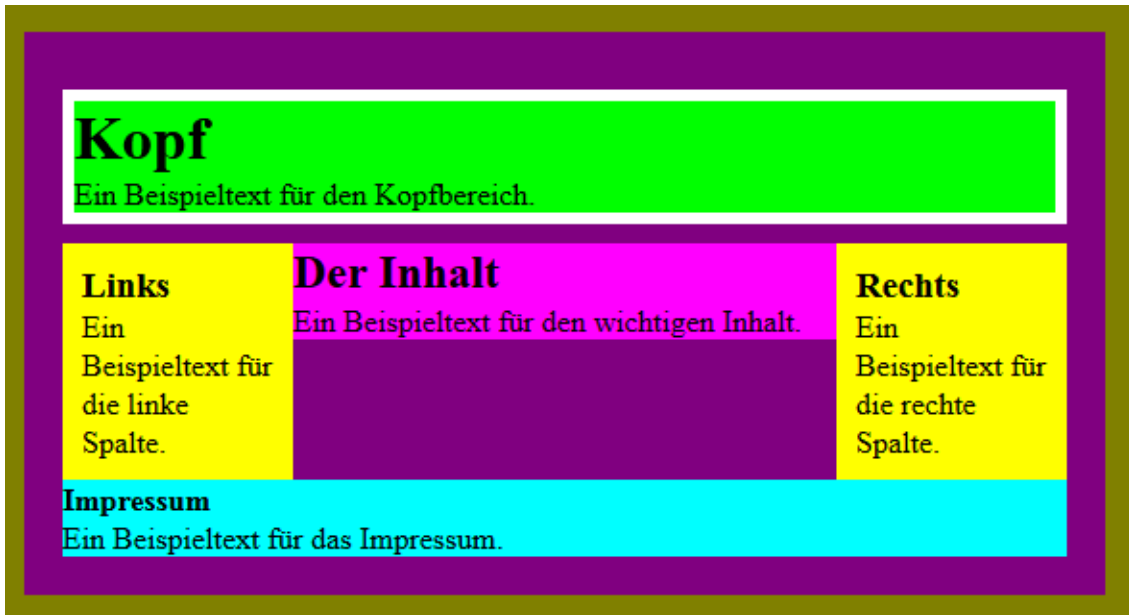 Kopf
Ein Beispieltext für den Kopfbereich.
Links
Ein
Beispieltext für
die linke
Spalte.
Der Inhalt
Ein Beispieltext für den wichtigen Inhalt.
Rechts
Ein
Beispieltext für
die rechte
Spalte.
Impressum
Ein Beispieltext für das Impressum.